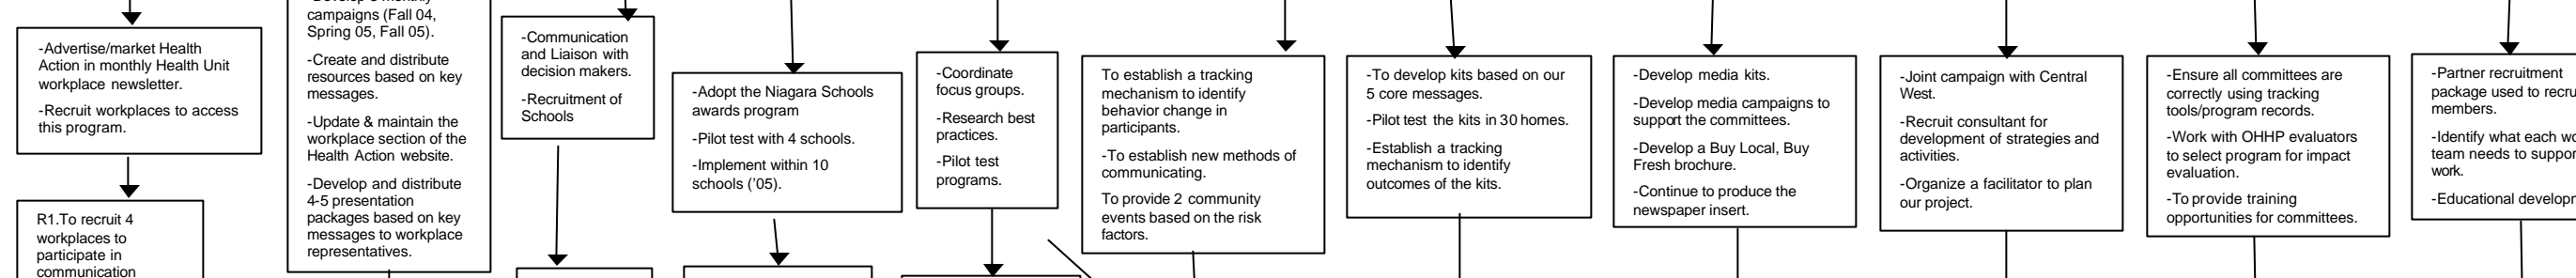 -Advertise/market Health
Action in monthly Health Unit
workplace newsletter.
-Recruit workplaces to access
this program.
R1.To recruit 4
workplaces to
participate in
communication
campaigns (Fall 04,
Spring 05, Fall 05).
-Create and distribute
resources based on key
messages.
-Update & maintain the
workplace section of the
Health Action website.
-Develop and distribute
4-5 presentation
packages based on key
messages to workplace
representatives.
-Communication
and Liaison with
decision makers.
-Recruitment of
Schools
-Adopt the Niagara Schools
awards program
-Pilot test with 4 schools.
-Implement within 10
schools ('05).
-Coordinate
focus groups.
-Research best
practices.
-Pilot test
programs.
To establish a tracking
mechanism to identify
behavior change in
participants.
-To establish new methods of
communicating.
To provide 2 community
events based on the risk
factors.
-To develop kits based on our
5 core messages.
-Pilot test the kits in 30 homes.
-Establish a tracking
mechanism to identify
outcomes of the kits.
-Develop media kits.
-Develop media campaigns to
support the committees.
-Develop a Buy Local, Buy
Fresh brochure.
-Continue to produce the
newspaper insert.
-Joint campaign with Central
West.
-Recruit consultant for
development of strategies and
activities.
-Organize a facilitator to plan
our project.
-Ensure all committees are
correctly using tracking
tools/program records.
-Work with OHHP evaluators
to select program for impact
evaluation.
-To provide training
opportunities for committees.
-Partner recruitment
package used to recru
members.
-Identify what each wo
team needs to suppor
work.
-Educational developm